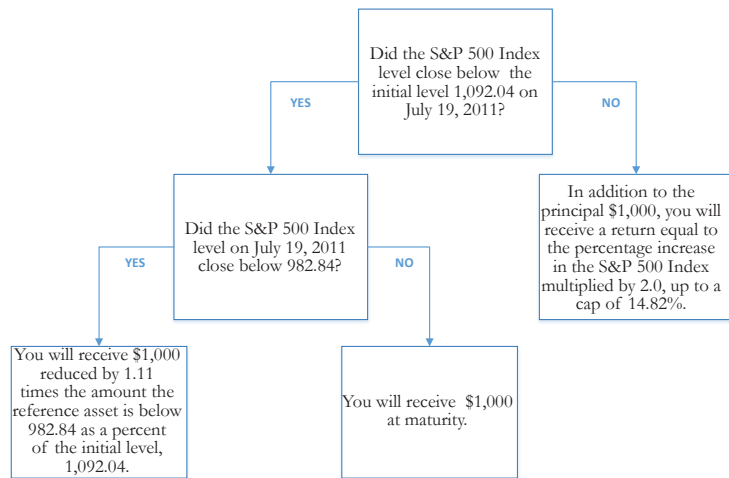 Did the S&P 500 Index
level close below the
initial level 1,092.04 on
July 19, 2011?
YES
NO
Did the S&P 500 Index
level on July 19, 2011
close below 982.84?
In addition to the
principal $1,000, you will
receive a return equal to
the percentage increase
in the S&P 500 Index
multiplied by 2.0, up to a
cap of 14.82%.
YES
NO
You will receive $1,000
reduced by 1.11
times the amount the
reference asset is below
982.84 as a percent
of the initial level,
1,092.04.
You will receive $1,000
at maturity.